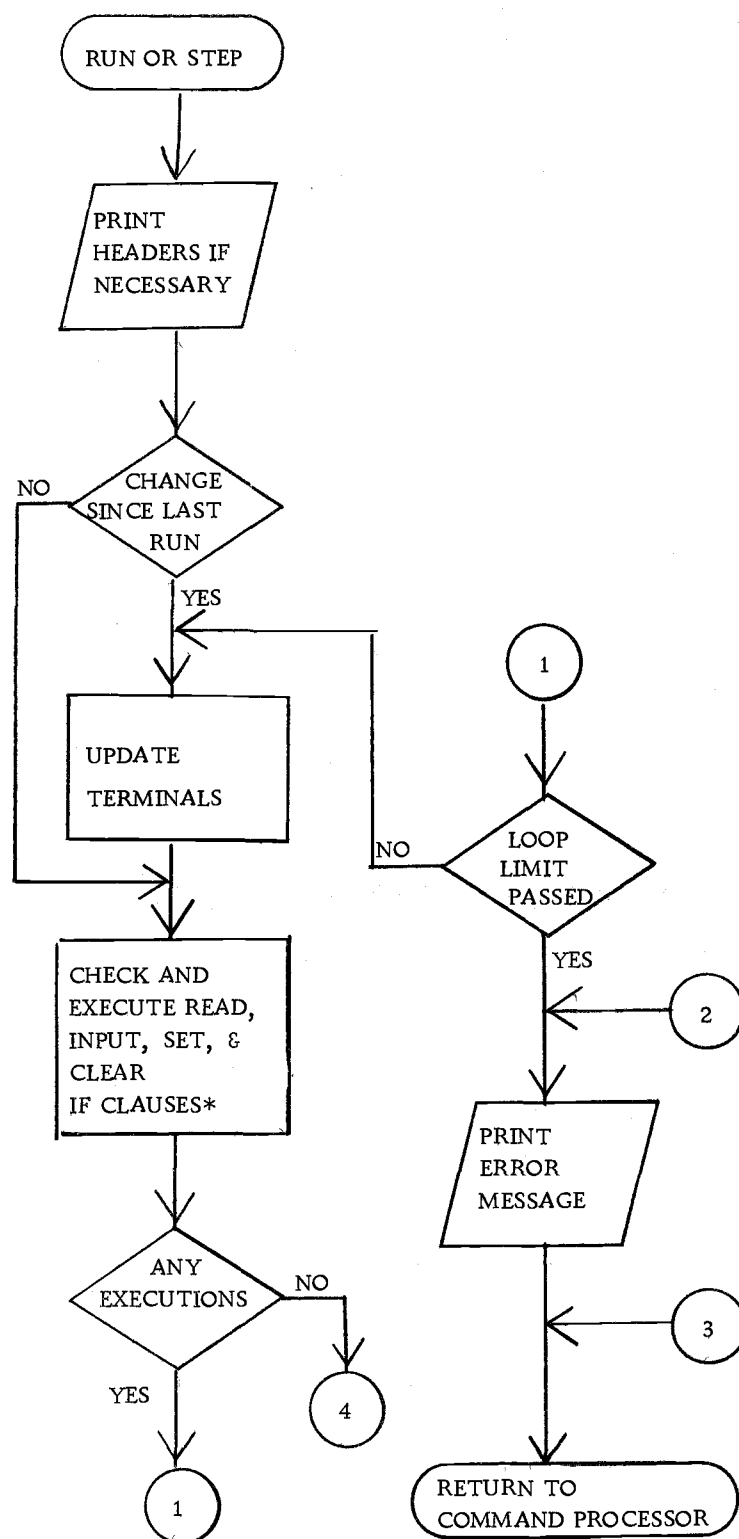 RUN OR STEP
PRINT
HEADERS IF
NECESSARY
CHANGE
SINCE LAST
RUN
NO
YES
UPDATE
TERMINALS
CHECK AND
EXECUTE READ,
INPUT, SET, &
CLEAR
IF CLAUSES*
ANY
EXECUTIONS
NO
4
YES
1
1
LOOP
LIMIT
PASSED
NO
YES
2
PRINT
ERROR
MESSAGE
3
RETURN TO
COMMAND PROCESSOR